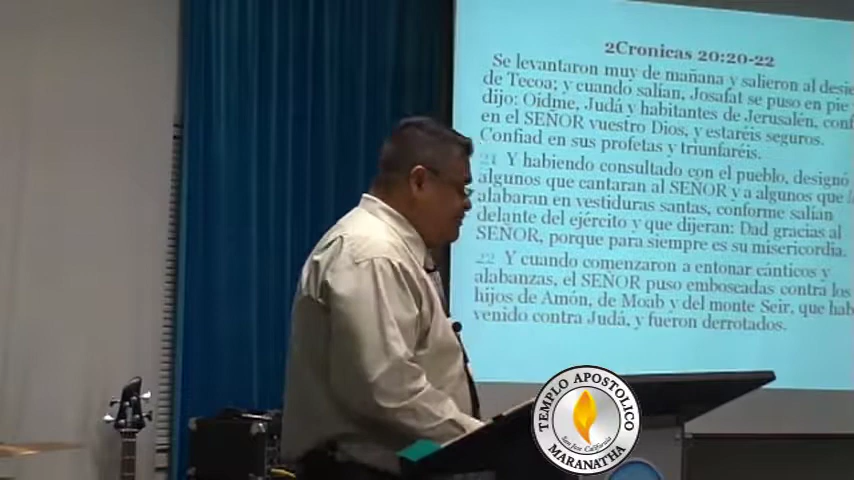 2Cronicas 20:20-22
Se levantaron muy de mañana y salieron al
de Tecoa; y cuando salían, Josafat se puso en pie y
dijo: Oídme, Judá y habitantes de Jerusalén, confiad
en el SEÑOR vuestro Dios, y estaréis seguros.
Confiad en sus profetas y triunfaréis.
21 Y habiendo consultado con el pueblo, designó
algunos que cantaran al SEÑOR y a algunos que le
alabaran en vestiduras santas, conforme salían
delante del ejército y que dijeran: Dad gracias al
SEÑOR, porque para siempre es su misericordia.
22 Y cuando comenzaron a entonar cánticos y
alabanzas, el SEÑOR puso emboscadas contra los
hijos de Amón, de Moab y del monte Seir, que
venido contra Judá, y fueron derrotados.
TEMPLO APOSTOLICO
San Jose California
MARANATHA